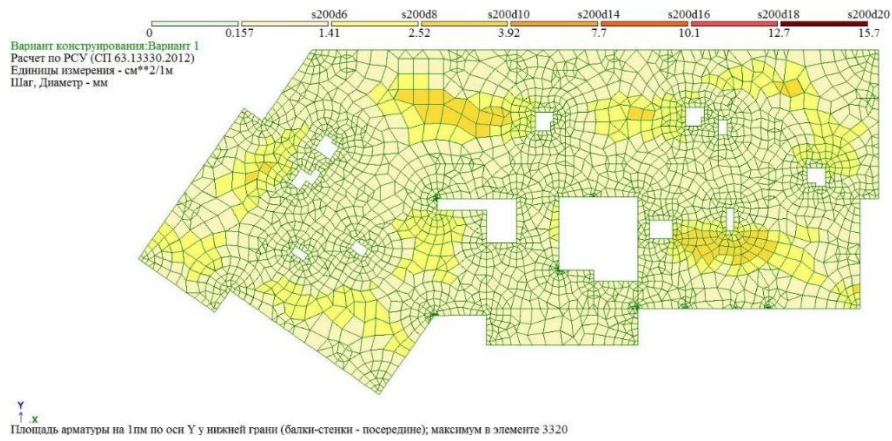 s200d6 s200d8 s200d10 s200d14 s200d16 s200d18 s200d20
0 0.157 1.41 2.52 3.92 7.7 10.1 12.7 15.7
Вариант конструирования:Вариант 1
Расчет по РСУ (СП 63.13330.2012)
Единицы измерения - см**2/1м
Шаг, Диаметр - мм
Y
X
Площадь арматуры на 1пм по оси Y у нижней грани (балки-стенки - посередине); максимум в элементе 3320